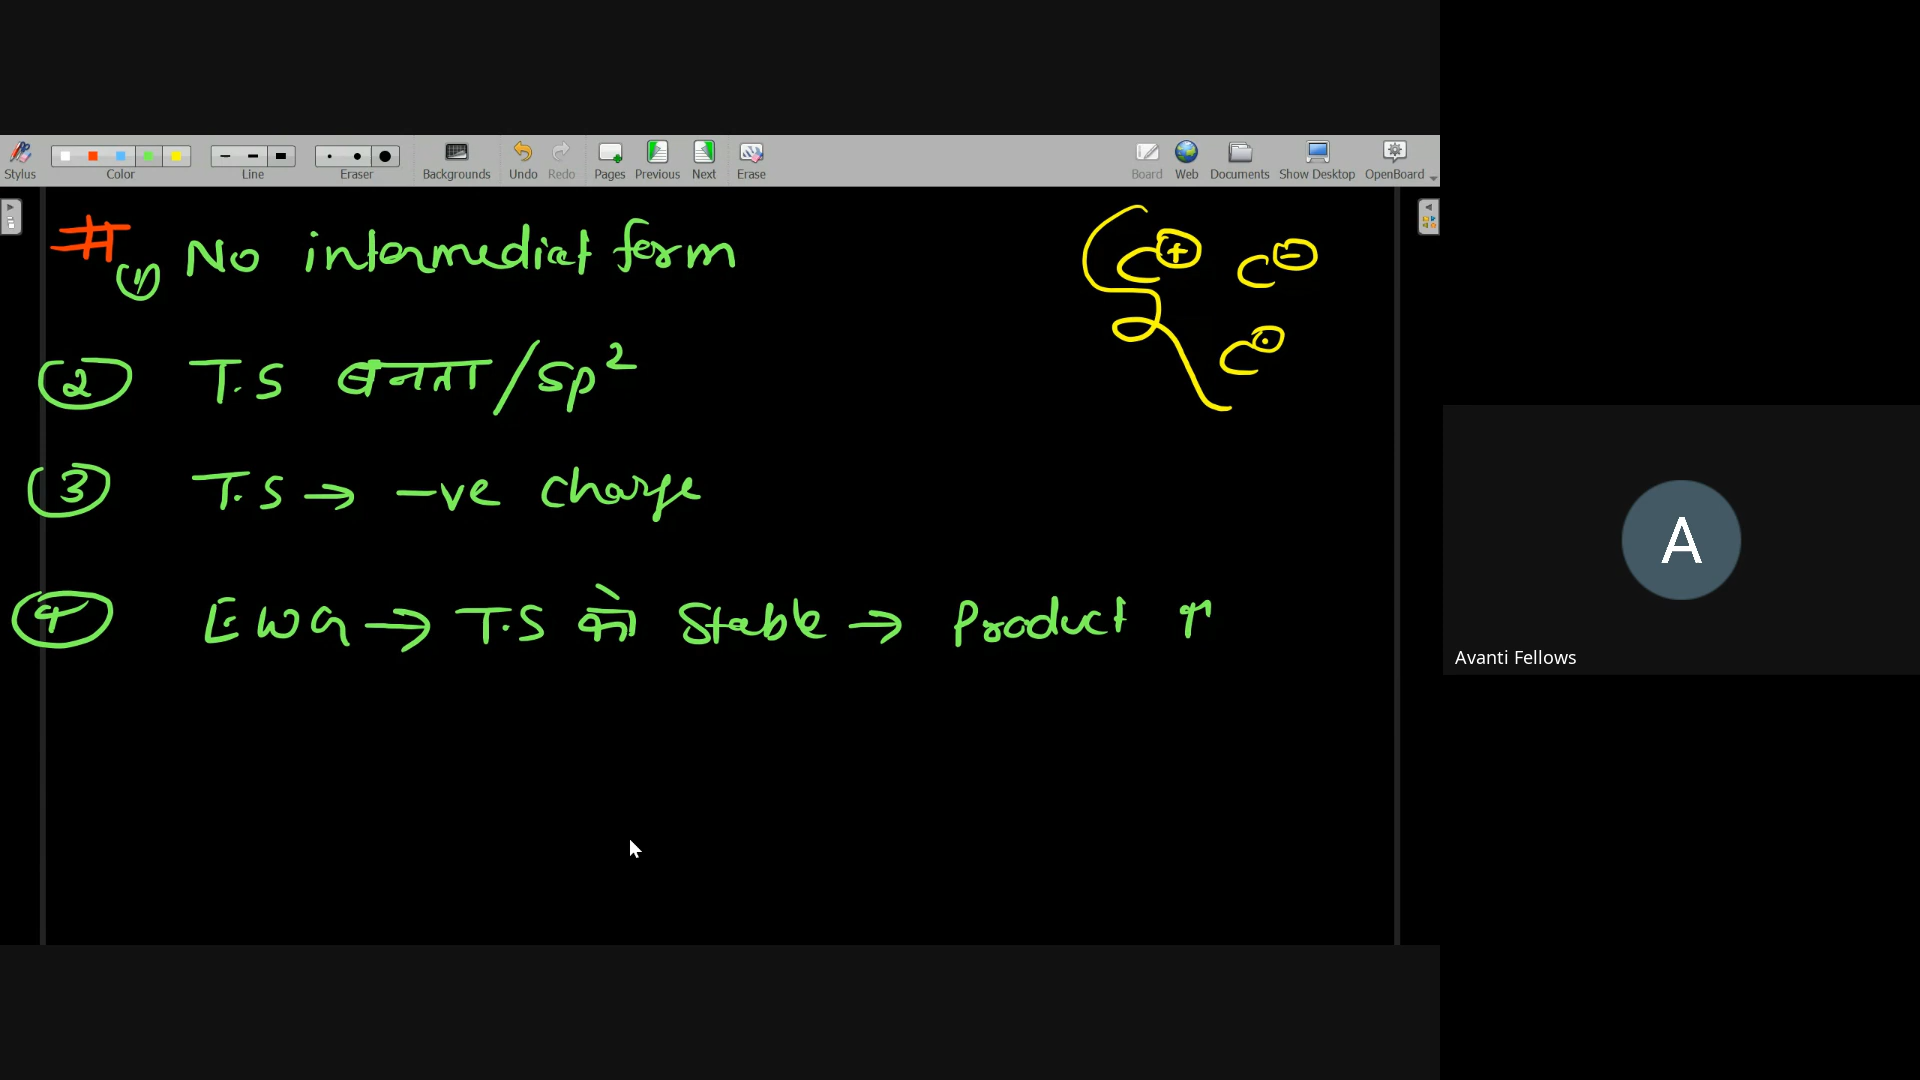 Stylus Color Line Eraser Backgrounds Undo Redo Pages Previous Next Erase Board Web Documents Show Desktop OpenBoard
# (1) No intermediat form
C⊕ C⊖
C⊙
(2) T.S बनता / sp²
(3) T.S → -ve charge
(4) EWG → T.S को Stable → Product ↑
A
Avanti Fellows